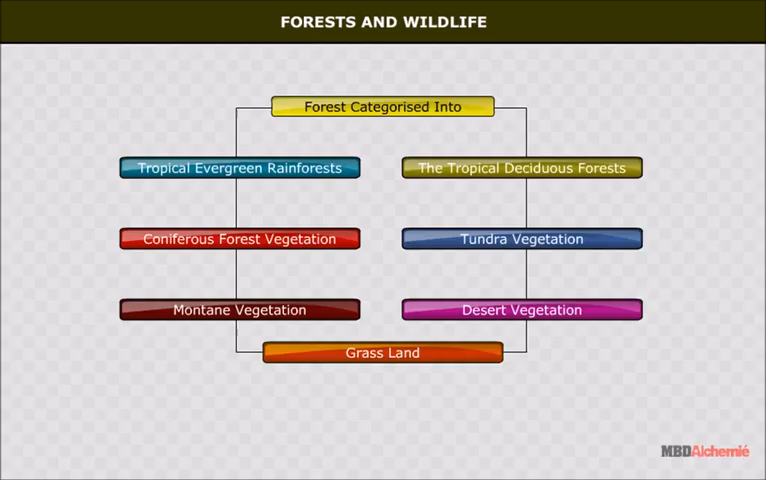 FORESTS AND WILDLIFE
Forest Categorised Into
Tropical Evergreen Rainforests
The Tropical Deciduous Forests
Coniferous Forest Vegetation
Tundra Vegetation
Montane Vegetation
Desert Vegetation
Grass Land
MBDAlchemié